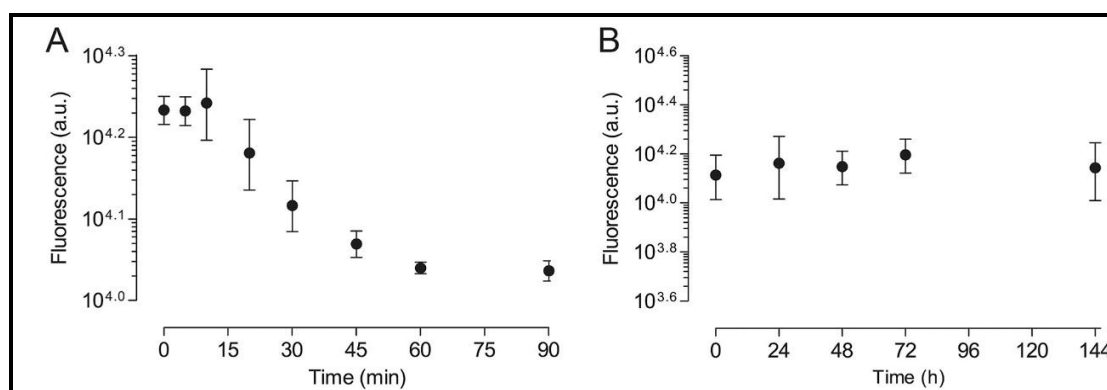 A
10^4.3
10^4.2
10^4.1
10^4.0
Fluorescence (a.u.)
0 15 30 45 60 75 90
Time (min)
B
10^4.6
10^4.4
10^4.2
10^4.0
10^3.8
10^3.6
Fluorescence (a.u.)
0 24 48 72 96 120 144
Time (h)